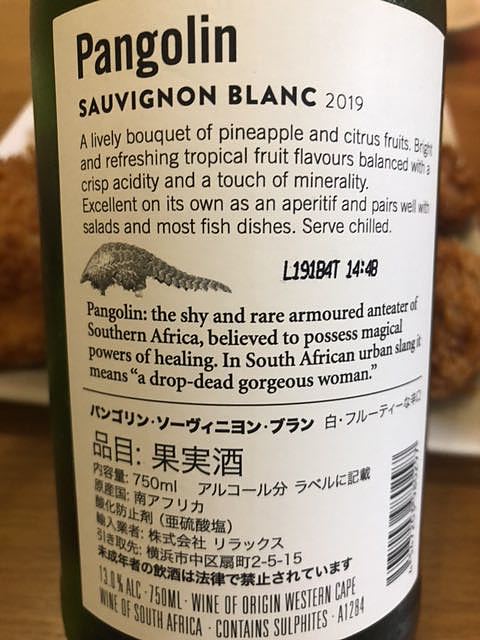 Pangolin
SAUVIGNON BLANC 2019
A lively bouquet of pineapple and citrus fruits. Bright
and refreshing tropical fruit flavours balanced with a
crisp acidity and a touch of minerality.
Excellent on its own as an aperitif and pairs well with
salads and most fish dishes. Serve chilled.
L191B4T 14:48
Pangolin: the shy and rare armoured anteater of
Southern Africa, believed to possess magical
powers of healing. In South African urban slang it
means “a drop-dead gorgeous woman.”
パンゴリン・ソーヴィニヨン・ブラン 白・フルーティーな辛口
品目: 果実酒
内容量: 750ml アルコール分 ラベルに記載
原産国: 南アフリカ
酸化防止剤（亜硫酸塩）
輸入業者: 株式会社 リラックス
引き取先: 横浜市中区扇町2-5-15
未成年者の飲酒は法律で禁止されています
13.0% ALC · 750ML · WINE OF ORIGIN WESTERN CAPE
WINE OF SOUTH AFRICA · CONTAINS SULPHITES · A1284